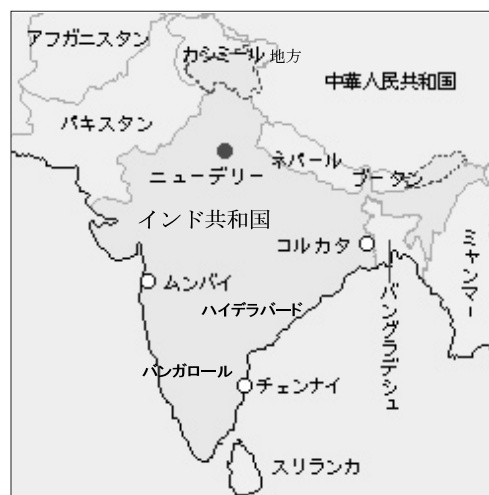 アフガニスタン
カシミール地方
中華人民共和国
パキスタン
ネパール
ブータン
ニューデリー
インド共和国
コルカタ
ミャンマー
ムンバイ
バングラデシュ
ハイデラバード
バンガロール
チェンナイ
スリランカ